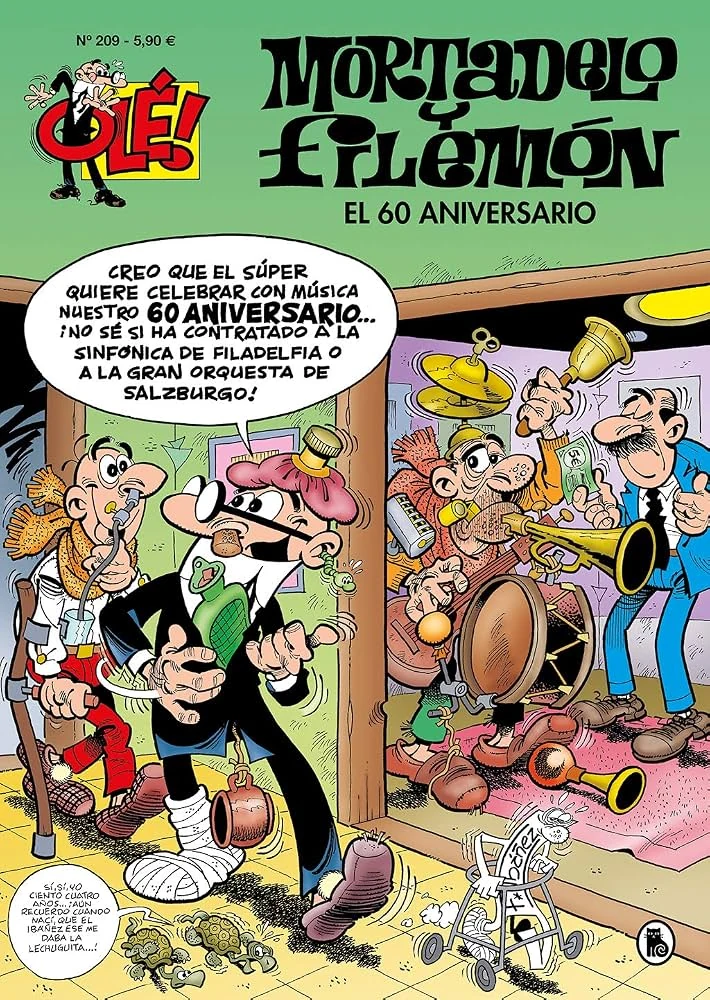 Nº 209 - 5,90 €
OLÉ!
MORTADELO
Y
FILEMÓN
EL 60 ANIVERSARIO
CREO QUE EL SÚPER
QUIERE CELEBRAR CON MÚSICA
NUESTRO 60 ANIVERSARIO...
¡NO SÉ SI HA CONTRATADO A LA
SINFÓNICA DE FILADELFIA O
A LA GRAN ORQUESTA DE
SALZBURGO!
SÍ, SÍ, YO
CIENTO CUATRO
AÑOS... ¡AÚN
RECUERDO CUANDO
NACÍ, QUE EL
IBAÑEZ ESE ME
DABA LA
LECHUGUITA...!
Ibáñez